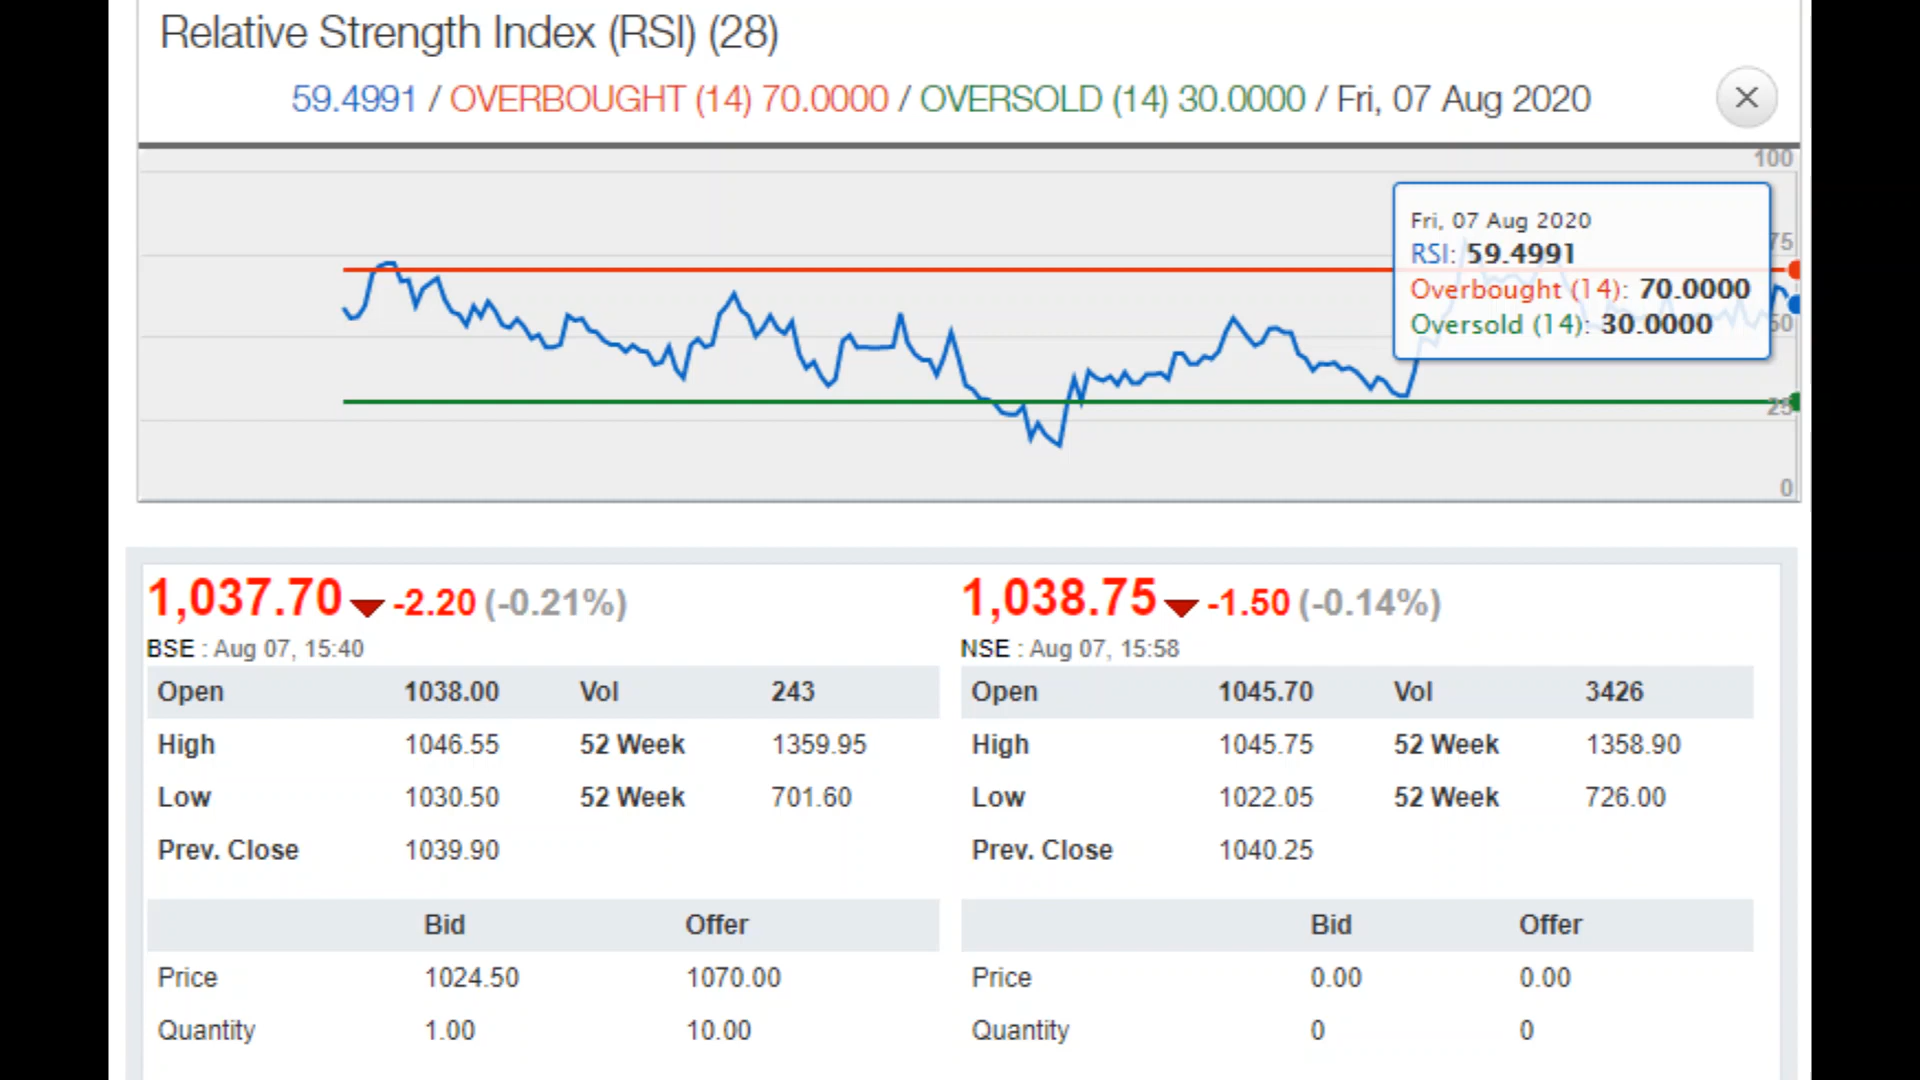 Relative Strength Index (RSI) (28)
59.4991 / OVERBOUGHT (14) 70.0000 / OVERSOLD (14) 30.0000 / Fri, 07 Aug 2020
100
Fri, 07 Aug 2020
RSI: 59.4991
Overbought (14): 70.0000
Oversold (14): 30.0000
75
50
25
0
1,037.70 -2.20 (-0.21%)
BSE : Aug 07, 15:40
Open 1038.00 Vol 243
High 1046.55 52 Week 1359.95
Low 1030.50 52 Week 701.60
Prev. Close 1039.90
Bid Offer
Price 1024.50 1070.00
Quantity 1.00 10.00
1,038.75 -1.50 (-0.14%)
NSE : Aug 07, 15:58
Open 1045.70 Vol 3426
High 1045.75 52 Week 1358.90
Low 1022.05 52 Week 726.00
Prev. Close 1040.25
Bid Offer
Price 0.00 0.00
Quantity 0 0